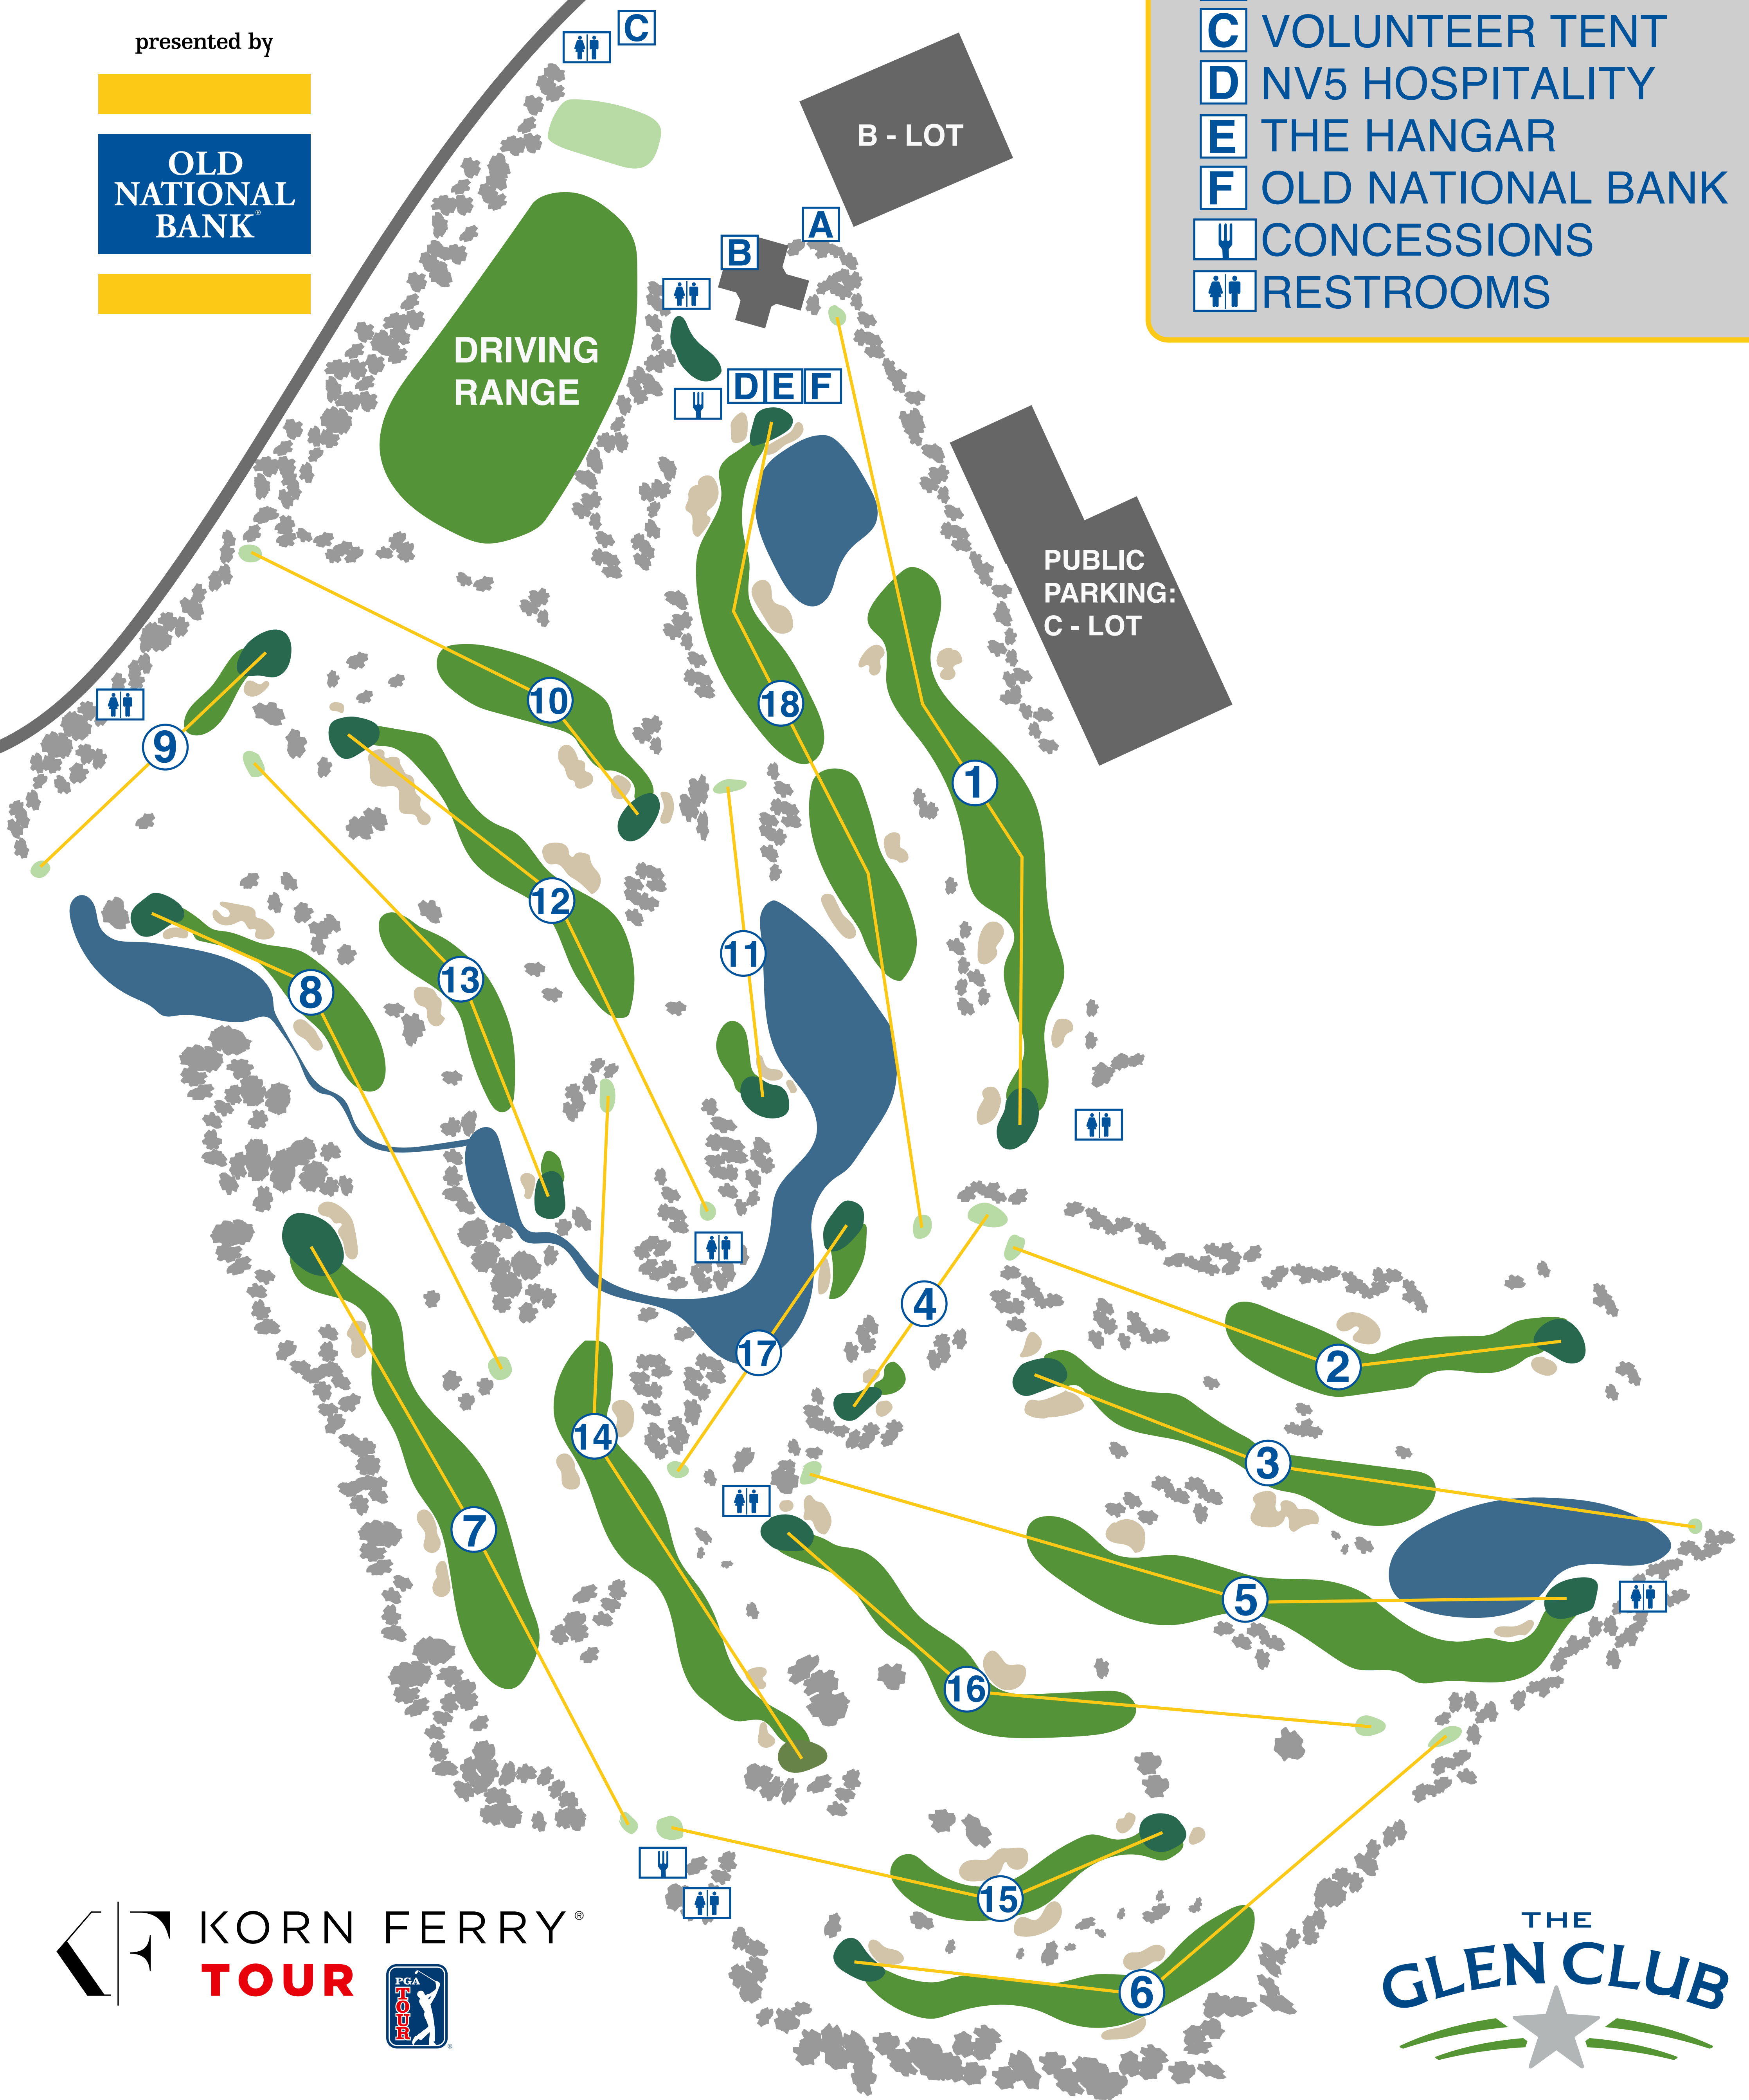 presented by
OLD
NATIONAL
BANK®
C VOLUNTEER TENT
D NV5 HOSPITALITY
E THE HANGAR
F OLD NATIONAL BANK
CONCESSIONS
RESTROOMS
C
B - LOT
A
B
DRIVING
RANGE
D E F
PUBLIC
PARKING:
C - LOT
10
18
9
1
12
11
13
8
4
17
2
14
3
7
5
16
15
6
KORN FERRY®
TOUR
PGA
TOUR
THE
GLEN CLUB